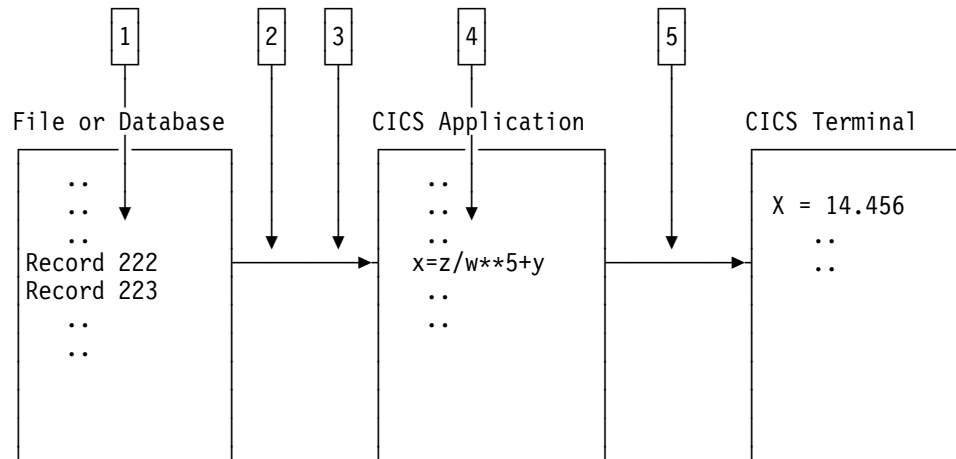 1 2 3 4 5
File or Database CICS Application CICS Terminal
.. ..
.. .. X = 14.456
.. .. ..
Record 222 x=z/w**5+y ..
Record 223 ..
.. ..
..